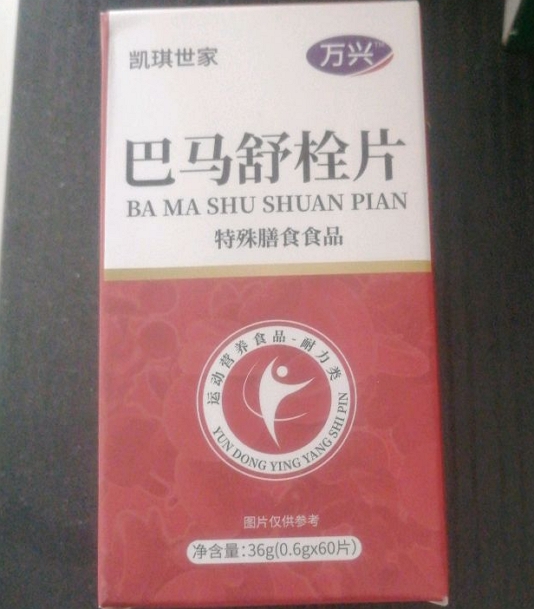 凯琪世家
万兴™
巴马舒栓片
BA MA SHU SHUAN PIAN
特殊膳食食品
运动营养食品-耐力类
YUN DONG YING YANG SHI PIN
图片仅供参考
净含量:36g(0.6gx60片)